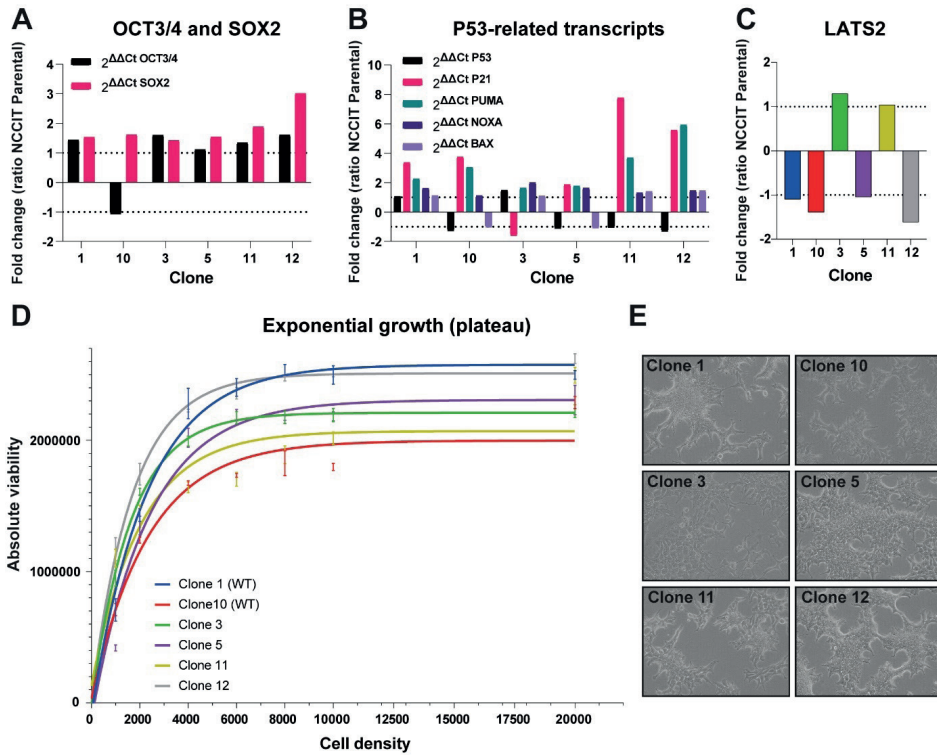 A
OCT3/4 and SOX2
Fold change (ratio NCCIT Parental)
4
3
2
1
0
-1
-2
2ΔΔCt OCT3/4
2ΔΔCt SOX2
1 10 3 5 11 12
Clone
B
P53-related transcripts
Fold change (ratio NCCIT Parental)
10
8
6
4
2
0
-2
2ΔΔCt P53
2ΔΔCt P21
2ΔΔCt PUMA
2ΔΔCt NOXA
2ΔΔCt BAX
1 10 3 5 11 12
Clone
C
LATS2
Fold change (ratio NCCIT Parental)
2
1
0
-1
-2
1 10 3 5 11 12
Clone
D
Exponential growth (plateau)
Absolute viability
2000000
1000000
0
Clone 1 (WT)
Clone10 (WT)
Clone 3
Clone 5
Clone 11
Clone 12
0 2000 4000 6000 8000 10000 12500 15000 17500 20000
Cell density
E
Clone 1
Clone 10
Clone 3
Clone 5
Clone 11
Clone 12